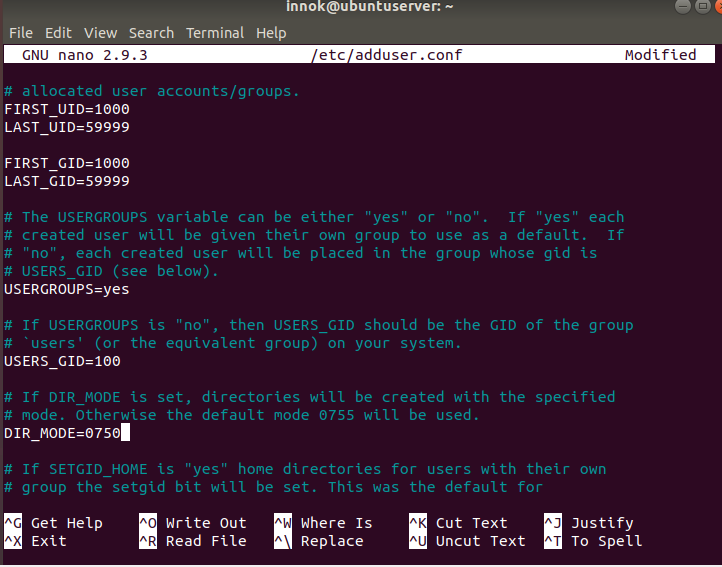 innok@ubuntuserver: ~
File Edit View Search Terminal Help
GNU nano 2.9.3 /etc/adduser.conf Modified
# allocated user accounts/groups.
FIRST_UID=1000
LAST_UID=59999
FIRST_GID=1000
LAST_GID=59999
# The USERGROUPS variable can be either "yes" or "no".  If "yes" each
# created user will be given their own group to use as a default.  If
# "no", each created user will be placed in the group whose gid is
# USERS_GID (see below).
USERGROUPS=yes
# If USERGROUPS is "no", then USERS_GID should be the GID of the group
# `users' (or the equivalent group) on your system.
USERS_GID=100
# If DIR_MODE is set, directories will be created with the specified
# mode. Otherwise the default mode 0755 will be used.
DIR_MODE=0750
# If SETGID_HOME is "yes" home directories for users with their own
# group the setgid bit will be set. This was the default for
^G Get Help ^O Write Out ^W Where Is ^K Cut Text ^J Justify
^X Exit ^R Read File ^\ Replace ^U Uncut Text ^T To Spell